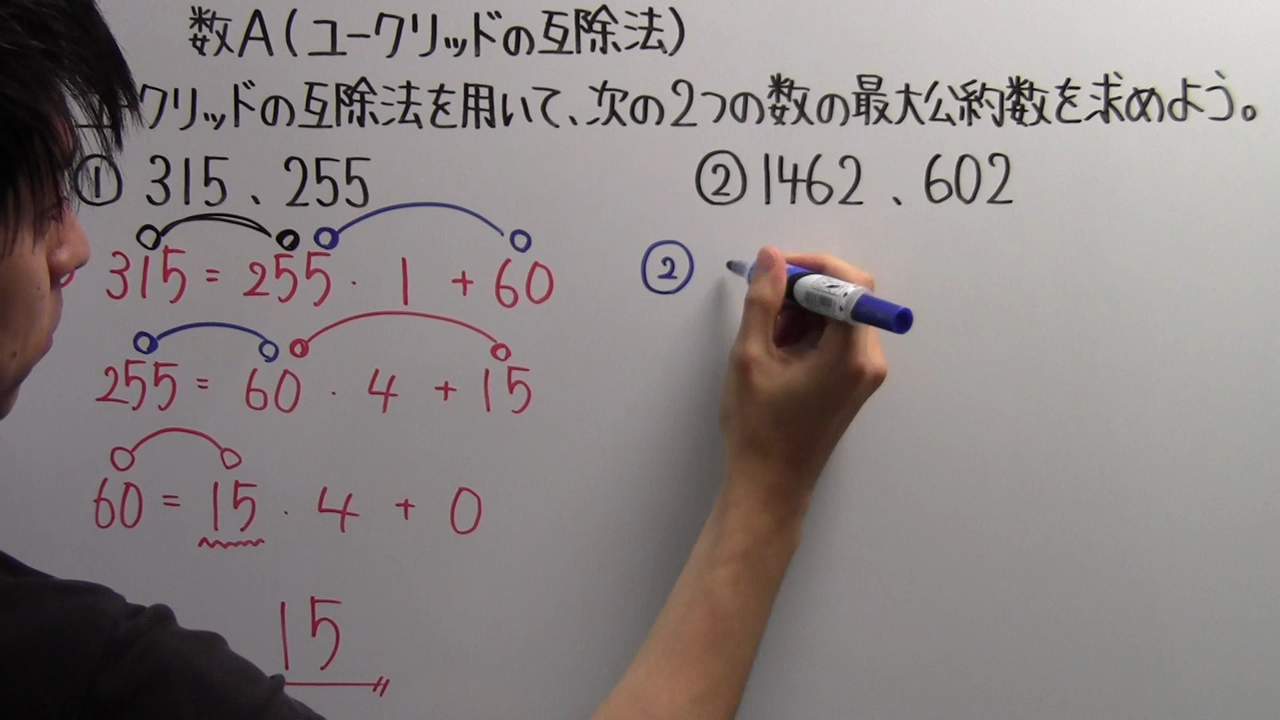 数A(ユークリッドの互除法)
ユークリッドの互除法を用いて、次の2つの数の最大公約数を求めよう。
① 315、255
315 = 255・1 + 60
255 = 60・4 + 15
60 = 15・4 + 0
15
② 1462、602
②